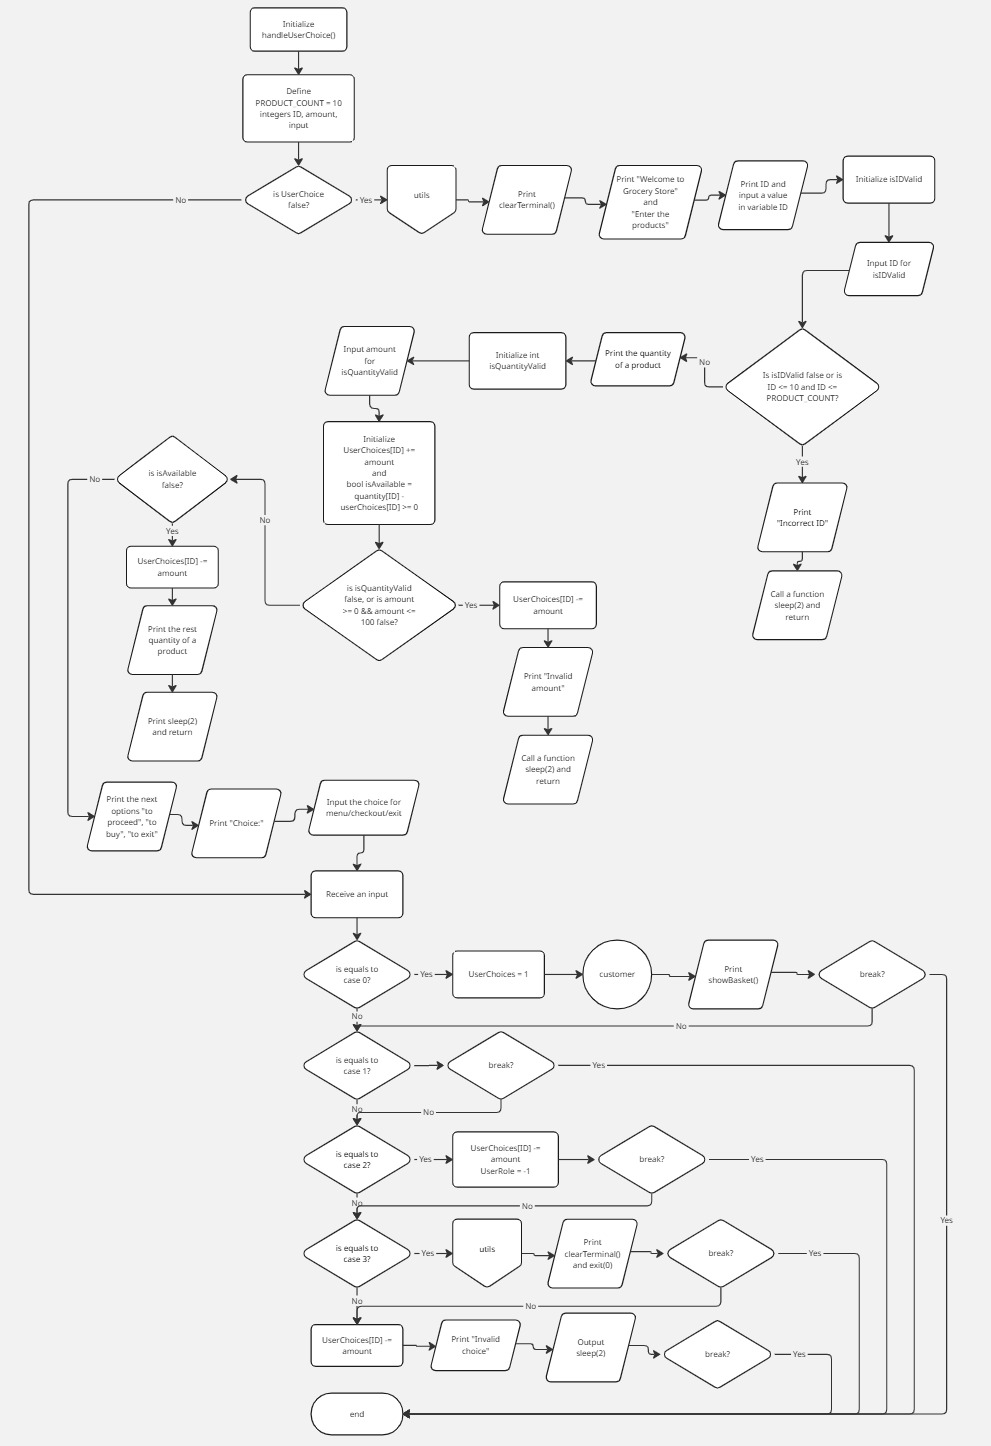 Initialize
handleUserChoice()
Define
PRODUCT_COUNT = 10
integers ID, amount,
input
is UserChoice
false?
No
Yes
utils
Print
clearTerminal()
Print "Welcome to
Grocery Store"
and
"Enter the
products"
Print ID and
input a value
in variable ID
Initialize isIDValid
Input ID for
isIDValid
Is isIDValid false or is
ID <= 10 and ID <=
PRODUCT_COUNT?
No
Print the quantity
of a product
Initialize int
isQuantityValid
Input amount
for
isQuantityValid
Yes
Print
"Incorrect ID"
Call a function
sleep(2) and
return
Initialize
UserChoices[ID] +=
amount
and
bool isAvailable =
quantity[ID] -
userChoices[ID] >= 0
is isQuantityValid
false, or is amount
>= 0 && amount <=
100 false?
Yes
UserChoices[ID] -=
amount
Print "Invalid
amount"
Call a function
sleep(2) and
return
No
is isAvailable
false?
No
Yes
UserChoices[ID] -=
amount
Print the rest
quantity of a
product
Print sleep(2)
and return
Print the next
options "to
proceed", "to
buy", "to exit"
Print "Choice:"
Input the choice for
menu/checkout/exit
Receive an input
is equals to
case 0?
Yes
UserChoices = 1
customer
Print
showBasket()
break?
No
No
is equals to
case 1?
break?
Yes
No
No
is equals to
case 2?
Yes
UserChoices[ID] -=
amount
UserRole = -1
break?
Yes
No
No
Yes
is equals to
case 3?
Yes
utils
Print
clearTerminal()
and exit(0)
break?
Yes
No
No
UserChoices[ID] -=
amount
Print "Invalid
choice"
Output
sleep(2)
break?
Yes
end